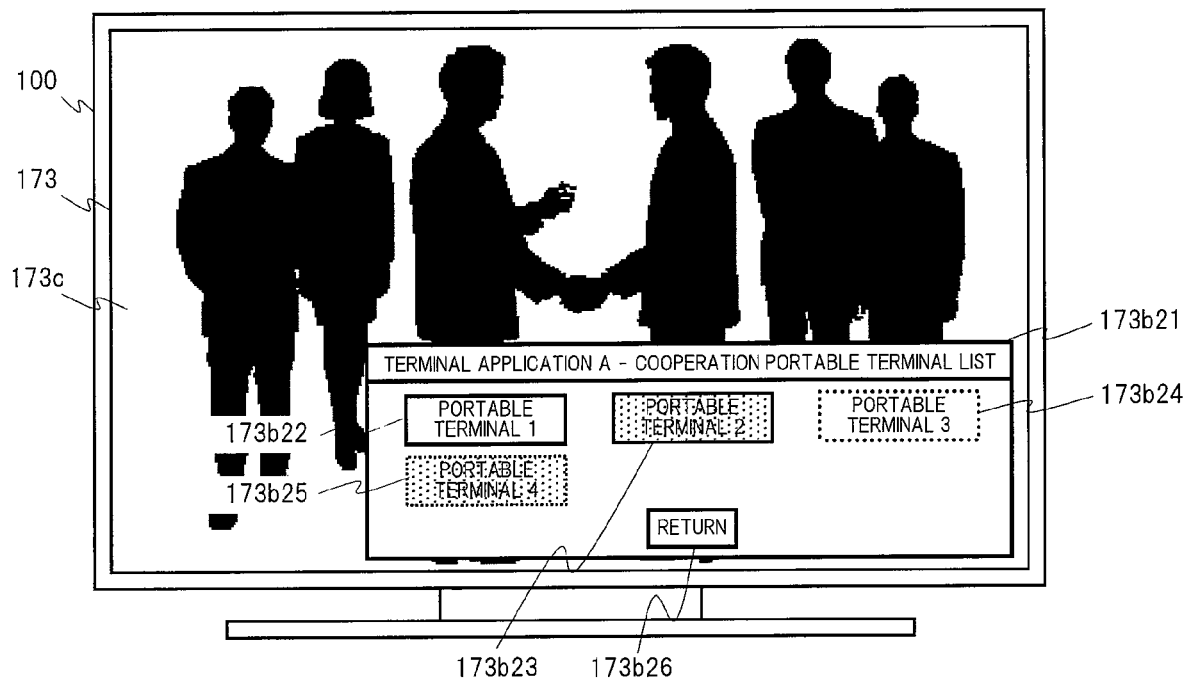 100
173
173c
173b21
TERMINAL APPLICATION A - COOPERATION PORTABLE TERMINAL LIST
PORTABLE
TERMINAL 1
PORTABLE
TERMINAL 2
PORTABLE
TERMINAL 3
173b24
173b22
PORTABLE
TERMINAL 4
173b25
RETURN
173b23
173b26